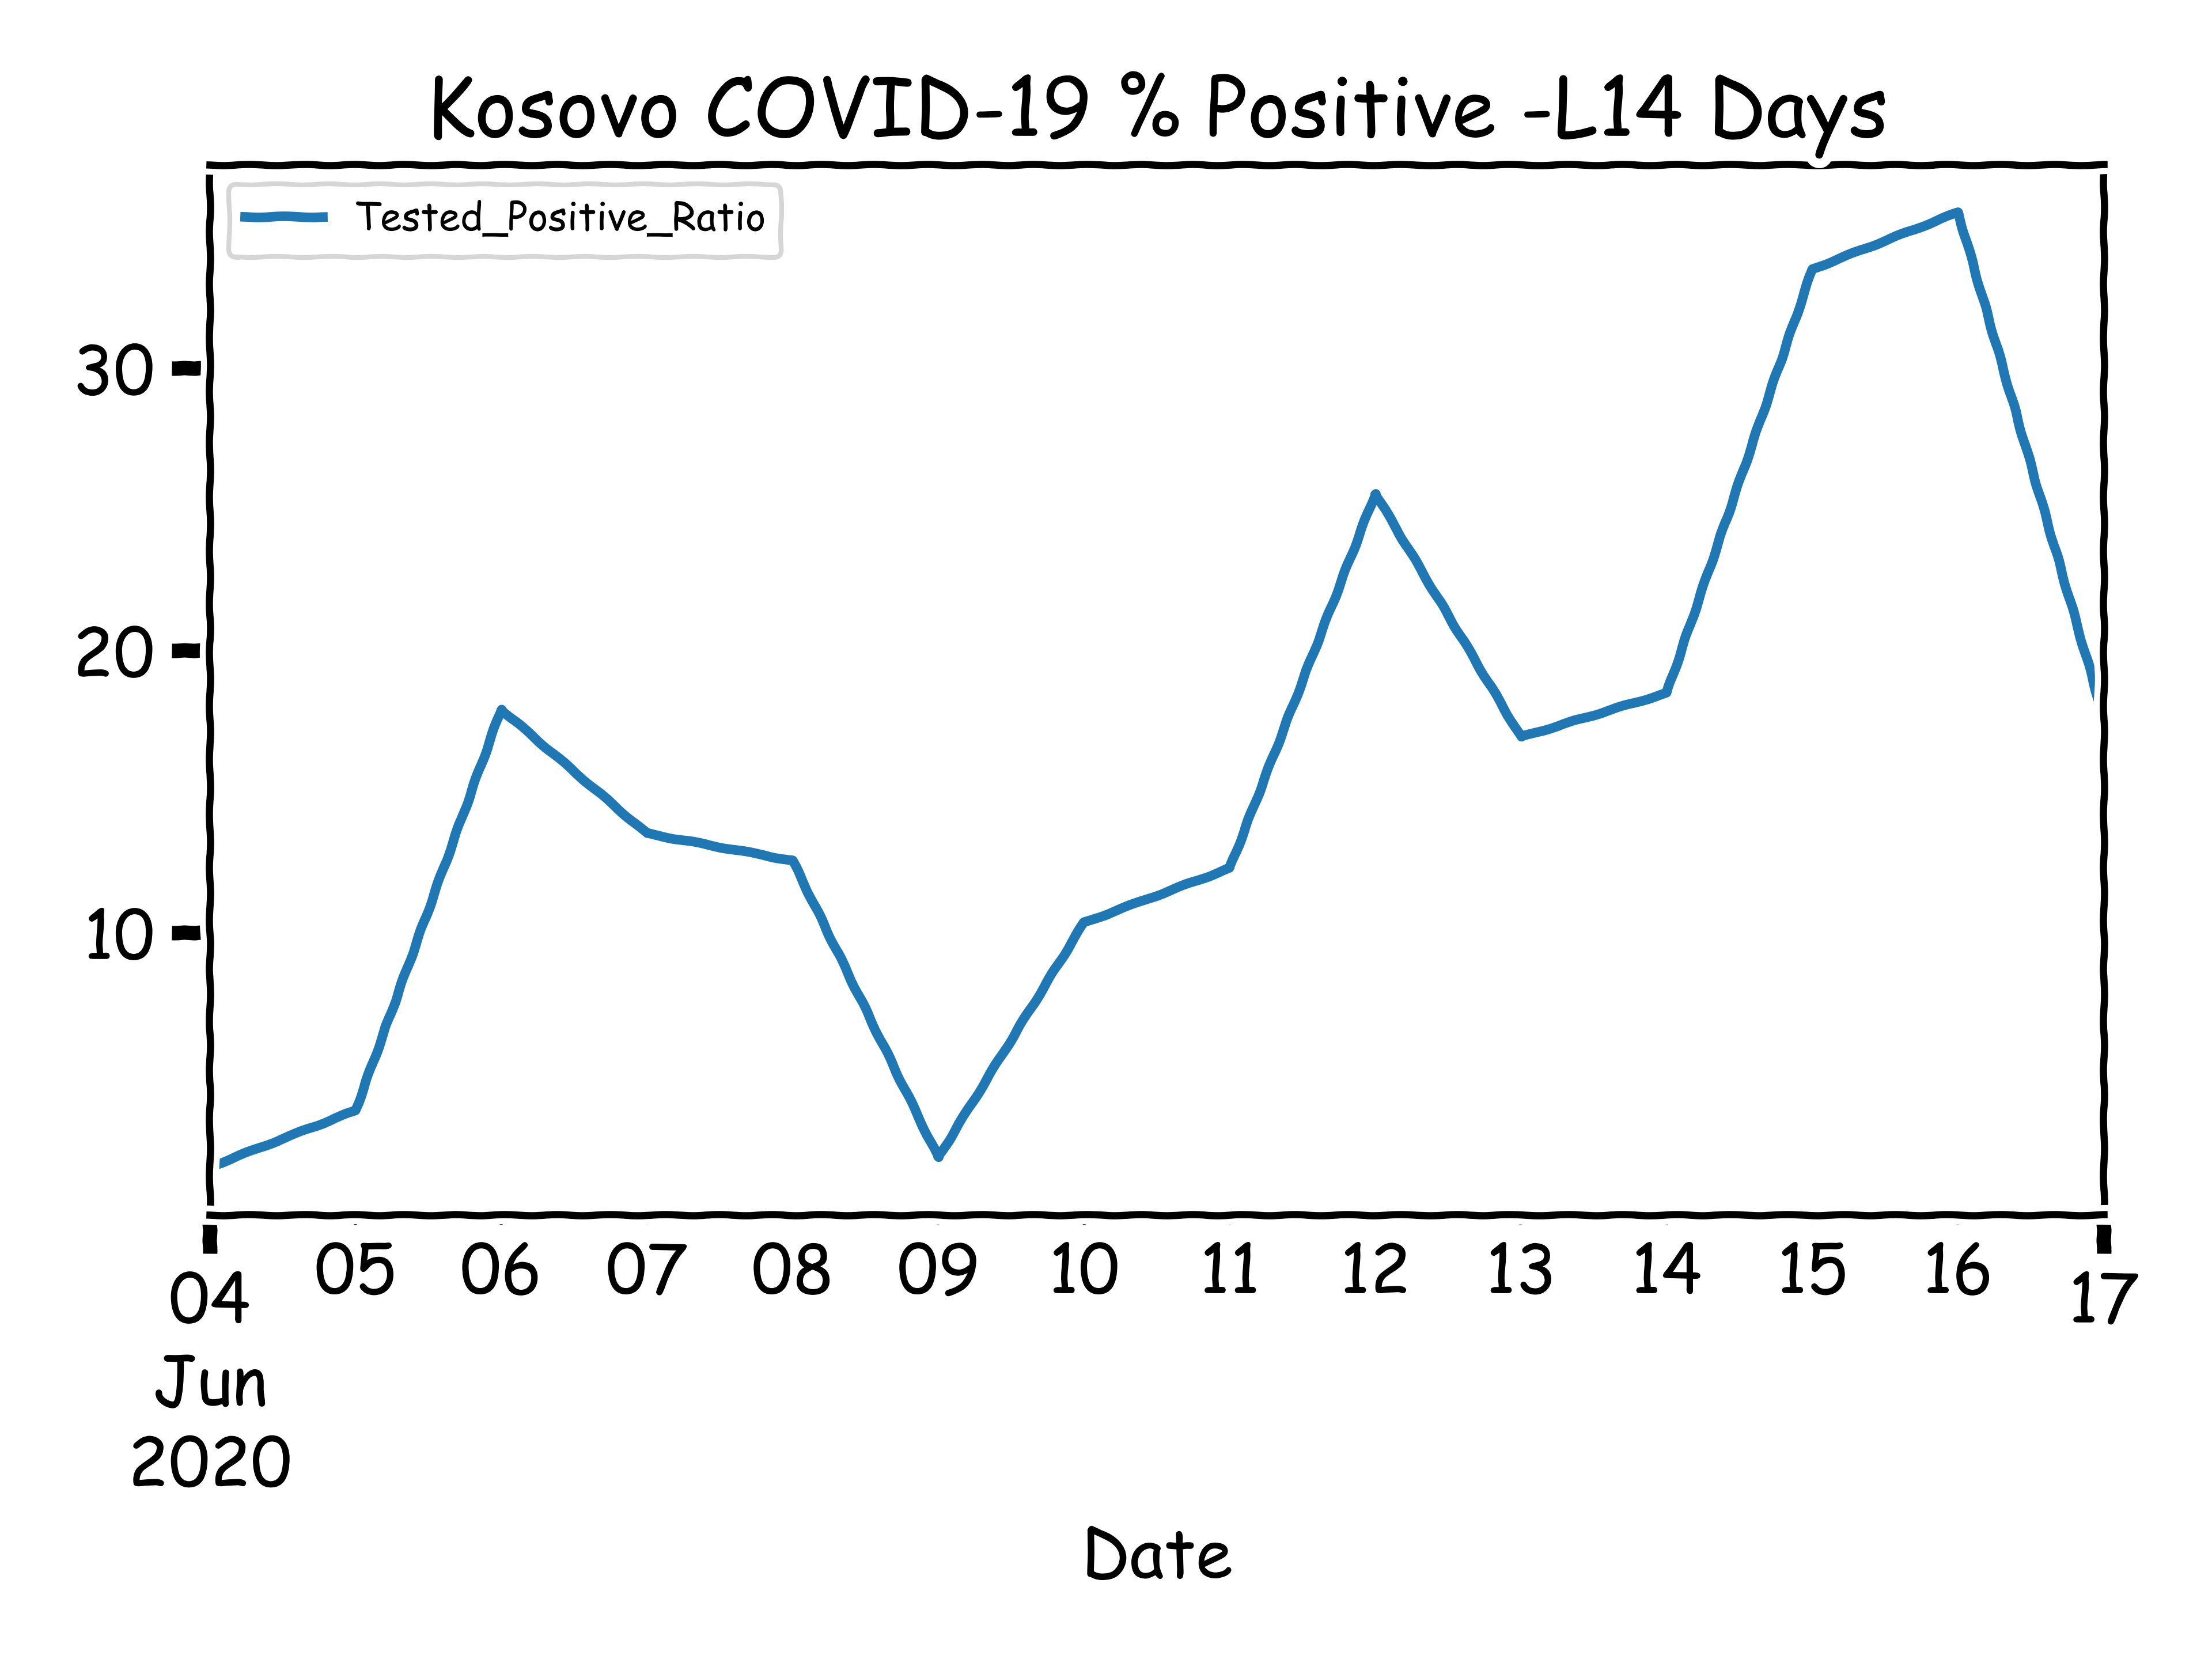 Kosovo COVID-19 % Positive -L14 Days
Tested_Positive_Ratio
30
20
10
05 06 07 08 09 10 11 12 13 14 15 16
04 17
Jun
2020
Date